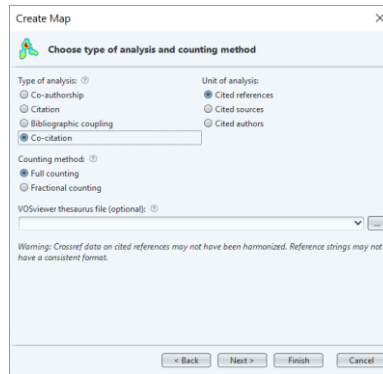 Create Map
Choose type of analysis and counting method
Type of analysis:
Unit of analysis:
Co-authorship
Cited references
Citation
Cited sources
Bibliographic coupling
Cited authors
Co-citation
Counting method:
Full counting
Fractional counting
VOSviewer thesaurus file (optional):
...
Warning: Crossref data on cited references may not have been harmonized. Reference strings may not
have a consistent format.
< Back Next > Finish Cancel